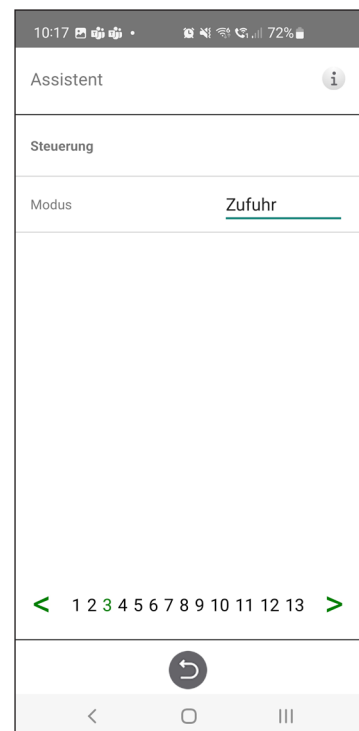 10:17 72%
Assistent i
Steuerung
Modus Zufuhr
< 1 2 3 4 5 6 7 8 9 10 11 12 13 >